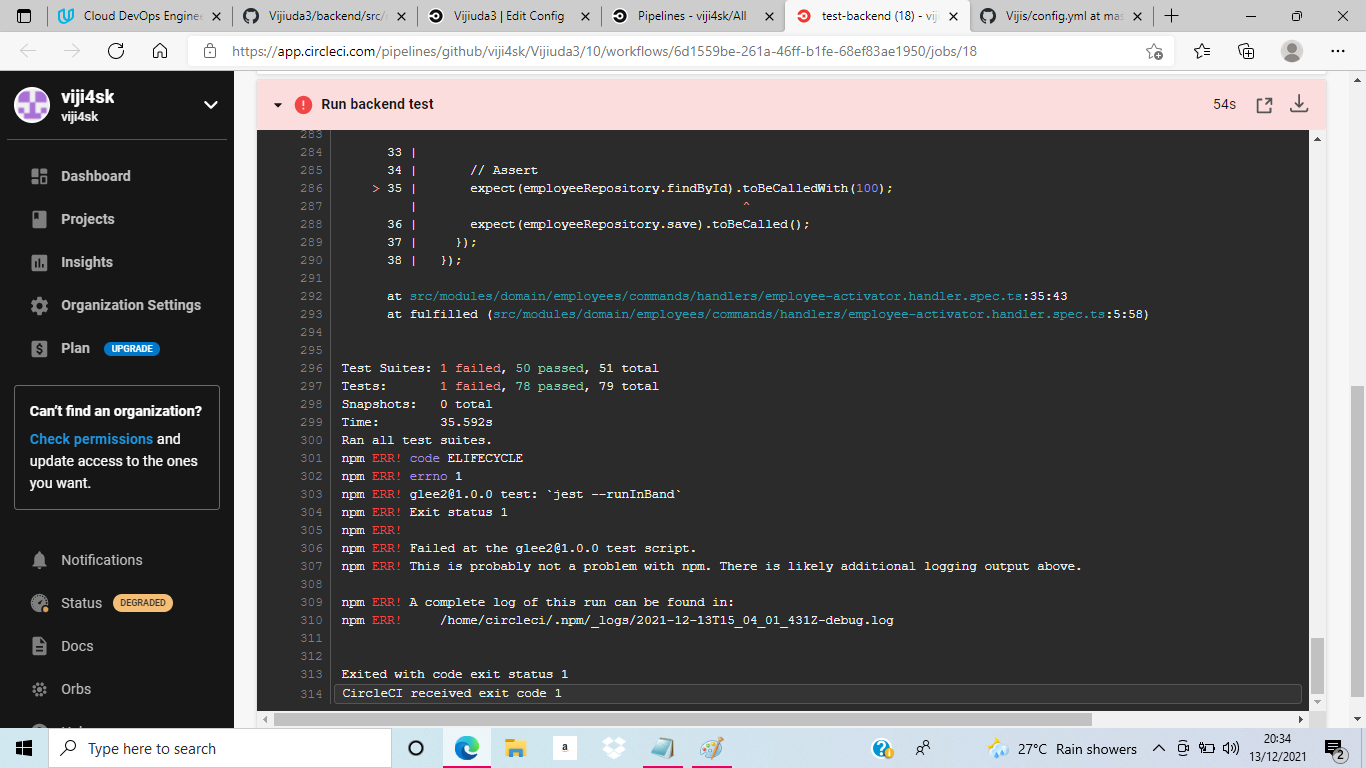 Cloud DevOps Engine
Vijiuda3/backend/src/
Vijiuda3 | Edit Config
Pipelines - viji4sk/All
test-backend (18) - vij
Vijis/config.yml at mas
https://app.circleci.com/pipelines/github/viji4sk/Vijiuda3/10/workflows/6d1559be-261a-46ff-b1fe-68ef83ae1950/jobs/18
viji4sk
viji4sk
Dashboard
Projects
Insights
Organization Settings
Plan UPGRADE
Can't find an organization?
Check permissions and
update access to the ones
you want.
Notifications
Status DEGRADED
Docs
Orbs
Run backend test 54s
283
284 33 |
285 34 | // Assert
286 > 35 | expect(employeeRepository.findById).toBeCalledWith(100);
287 | ^
288 36 | expect(employeeRepository.save).toBeCalled();
289 37 | });
290 38 | });
291
292 at src/modules/domain/employees/commands/handlers/employee-activator.handler.spec.ts:35:43
293 at fulfilled (src/modules/domain/employees/commands/handlers/employee-activator.handler.spec.ts:5:58)
294
295
296 Test Suites: 1 failed, 50 passed, 51 total
297 Tests: 1 failed, 78 passed, 79 total
298 Snapshots: 0 total
299 Time: 35.592s
300 Ran all test suites.
301 npm ERR! code ELIFECYCLE
302 npm ERR! errno 1
303 npm ERR! glee2@1.0.0 test: `jest --runInBand`
304 npm ERR! Exit status 1
305 npm ERR!
306 npm ERR! Failed at the glee2@1.0.0 test script.
307 npm ERR! This is probably not a problem with npm. There is likely additional logging output above.
308
309 npm ERR! A complete log of this run can be found in:
310 npm ERR! /home/circleci/.npm/_logs/2021-12-13T15_04_01_431Z-debug.log
311
312
313 Exited with code exit status 1
314 CircleCI received exit code 1
Type here to search
a
27°C Rain showers
20:34
13/12/2021
2